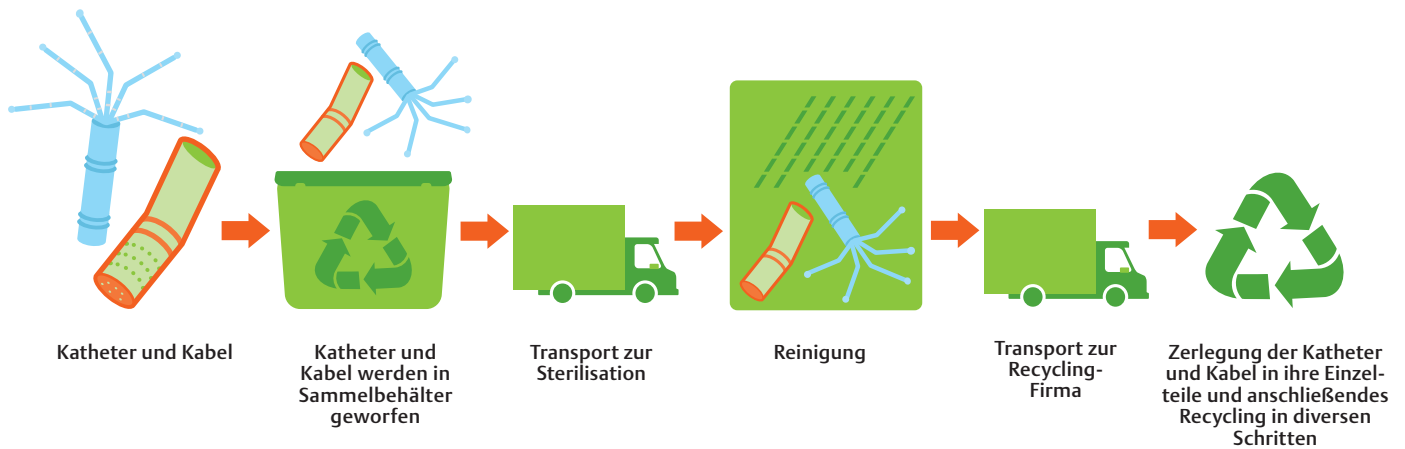 Katheter und Kabel
Katheter und
Kabel werden in
Sammelbehälter
geworfen
Transport zur
Sterilisation
Reinigung
Transport zur
Recycling-
Firma
Zerlegung der Katheter
und Kabel in ihre Einzel-
teile und anschließendes
Recycling in diversen
Schritten